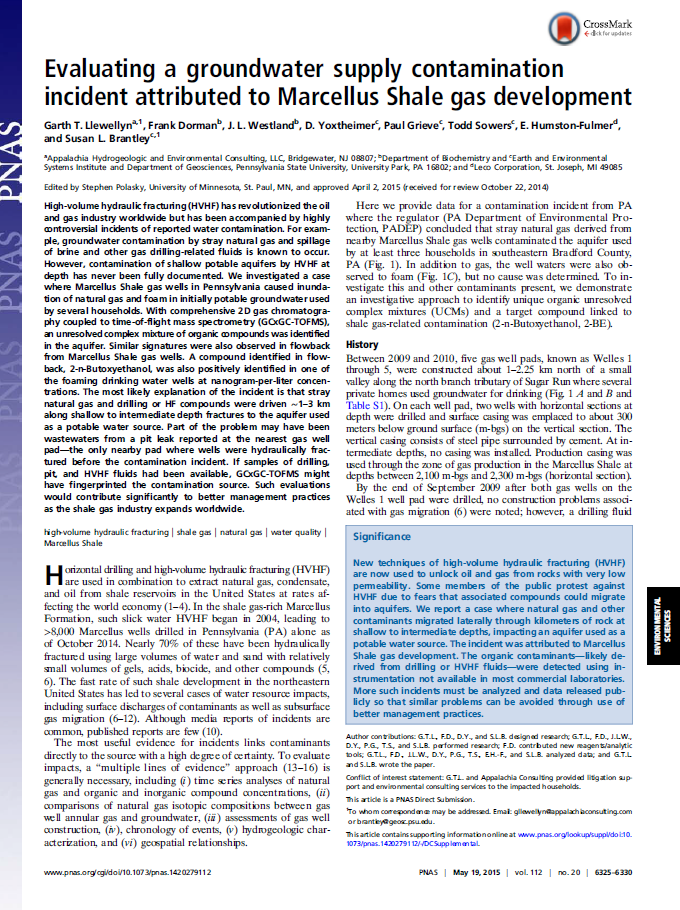 CrossMark
click for updates
Evaluating a groundwater supply contamination
incident attributed to Marcellus Shale gas development
Garth T. Llewellyn^a,1, Frank Dorman^b, J. L. Westland^b, D. Yoxtheimer^c, Paul Grieve^c, Todd Sowers^c, E. Humston-Fulmer^d,
and Susan L. Brantley^c,1
^aAppalachia Hydrogeologic and Environmental Consulting, LLC, Bridgewater, NJ 08807; ^bDepartment of Biochemistry and ^cEarth and Environmental
Systems Institute and Department of Geosciences, Pennsylvania State University, University Park, PA 16802; and ^dLeco Corporation, St. Joseph, MI 49085
Edited by Stephen Polasky, University of Minnesota, St. Paul, MN, and approved April 2, 2015 (received for review October 22, 2014)
High-volume hydraulic fracturing (HVHF) has revolutionized the oil
and gas industry worldwide but has been accompanied by highly
controversial incidents of reported water contamination. For exam-
ple, groundwater contamination by stray natural gas and spillage
of brine and other gas drilling-related fluids is known to occur.
However, contamination of shallow potable aquifers by HVHF at
depth has never been fully documented. We investigated a case
where Marcellus Shale gas wells in Pennsylvania caused inunda-
tion of natural gas and foam in initially potable groundwater used
by several households. With comprehensive 2D gas chromatogra-
phy coupled to time-of-flight mass spectrometry (GCxGC-TOFMS),
an unresolved complex mixture of organic compounds was identified
in the aquifer. Similar signatures were also observed in flowback
from Marcellus Shale gas wells. A compound identified in flow-
back, 2-n-Butoxyethanol, was also positively identified in one of
the foaming drinking water wells at nanogram-per-liter concen-
trations. The most likely explanation of the incident is that stray
natural gas and drilling or HF compounds were driven ∼1–3 km
along shallow to intermediate depth fractures to the aquifer used
as a potable water source. Part of the problem may have been
wastewaters from a pit leak reported at the nearest gas well
pad—the only nearby pad where wells were hydraulically frac-
tured before the contamination incident. If samples of drilling,
pit, and HVHF fluids had been available, GCxGC-TOFMS might
have fingerprinted the contamination source. Such evaluations
would contribute significantly to better management practices
as the shale gas industry expands worldwide.
high-volume hydraulic fracturing | shale gas | natural gas | water quality |
Marcellus Shale
Horizontal drilling and high-volume hydraulic fracturing (HVHF)
are used in combination to extract natural gas, condensate,
and oil from shale reservoirs in the United States at rates af-
fecting the world economy (1–4). In the shale gas-rich Marcellus
Formation, such slick water HVHF began in 2004, leading to
>8,000 Marcellus wells drilled in Pennsylvania (PA) alone as
of October 2014. Nearly 70% of these have been hydraulically
fractured using large volumes of water and sand with relatively
small volumes of gels, acids, biocide, and other compounds (5,
6). The fast rate of such shale development in the northeastern
United States has led to several cases of water resource impacts,
including surface discharges of contaminants as well as subsurface
gas migration (6–12). Although media reports of incidents are
common, published reports are few (10).
The most useful evidence for incidents links contaminants
directly to the source with a high degree of certainty. To evaluate
impacts, a “multiple lines of evidence” approach (13–16) is
generally necessary, including (i) time series analyses of natural
gas and organic and inorganic compound concentrations, (ii)
comparisons of natural gas isotopic compositions between gas
well annular gas and groundwater, (iii) assessments of gas well
construction, (iv), chronology of events, (v) hydrogeologic char-
acterization, and (vi) geospatial relationships.
Here we provide data for a contamination incident from PA
where the regulator (PA Department of Environmental Pro-
tection, PADEP) concluded that stray natural gas derived from
nearby Marcellus Shale gas wells contaminated the aquifer used
by at least three households in southeastern Bradford County,
PA (Fig. 1). In addition to gas, the well waters were also ob-
served to foam (Fig. 1C), but no cause was determined. To in-
vestigate this and other contaminants present, we demonstrate
an investigative approach to identify unique organic unresolved
complex mixtures (UCMs) and a target compound linked to
shale gas-related contamination (2-n-Butoxyethanol, 2-BE).
History
Between 2009 and 2010, five gas well pads, known as Welles 1
through 5, were constructed about 1–2.25 km north of a small
valley along the north branch tributary of Sugar Run where several
private homes used groundwater for drinking (Fig. 1 A and B and
Table S1). On each well pad, two wells with horizontal sections at
depth were drilled and surface casing was emplaced to about 300
meters below ground surface (m-bgs) on the vertical section. The
vertical casing consists of steel pipe surrounded by cement. At in-
termediate depths, no casing was installed. Production casing was
used through the zone of gas production in the Marcellus Shale at
depths between 2,100 m-bgs and 2,300 m-bgs (horizontal section).
By the end of September 2009 after both gas wells on the
Welles 1 well pad were drilled, no construction problems associ-
ated with gas migration (6) were noted; however, a drilling fluid
Significance
New techniques of high-volume hydraulic fracturing (HVHF)
are now used to unlock oil and gas from rocks with very low
permeability. Some members of the public protest against
HVHF due to fears that associated compounds could migrate
into aquifers. We report a case where natural gas and other
contaminants migrated laterally through kilometers of rock at
shallow to intermediate depths, impacting an aquifer used as a
potable water source. The incident was attributed to Marcellus
Shale gas development. The organic contaminants—likely de-
rived from drilling or HVHF fluids—were detected using in-
strumentation not available in most commercial laboratories.
More such incidents must be analyzed and data released pub-
licly so that similar problems can be avoided through use of
better management practices.
Author contributions: G.T.L., F.D., D.Y., and S.L.B. designed research; G.T.L., F.D., J.L.W.,
D.Y., P.G., T.S., and S.L.B. performed research; F.D. contributed new reagents/analytic
tools; G.T.L., F.D., J.L.W., D.Y., P.G., T.S., E.H.-F., and S.L.B. analyzed data; and G.T.L.
and S.L.B. wrote the paper.
Conflict of interest statement: G.T.L. and Appalachia Consulting provided litigation sup-
port and environmental consulting services to the impacted households.
This article is a PNAS Direct Submission.
^1To whom correspondence may be addressed. Email: gllewellyn@appalachiaconsulting.com
or brantley@geosc.psu.edu.
This article contains supporting information online at www.pnas.org/lookup/suppl/doi:10.
1073/pnas.1420279112/-/DCSupplemental.
ENVIRONMENTAL
SCIENCES
PNAS
PNAS
PNAS
www.pnas.org/cgi/doi/10.1073/pnas.1420279112
PNAS | May 19, 2015 | vol. 112 | no. 20 | 6325–6330